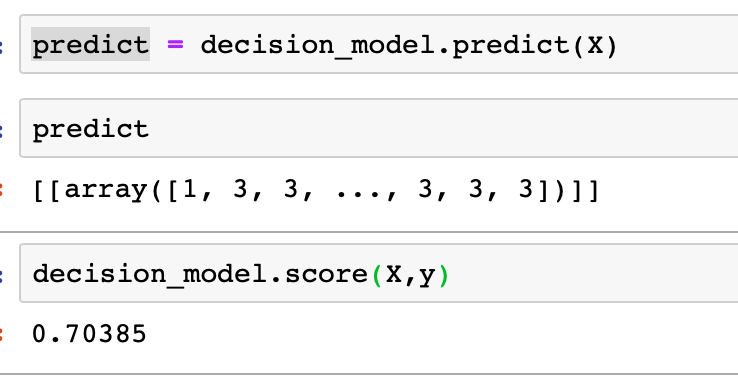 : predict = decision_model.predict(X)
: predict
: [[array([1, 3, 3, ..., 3, 3, 3])]]
: decision_model.score(X,y)
: 0.70385